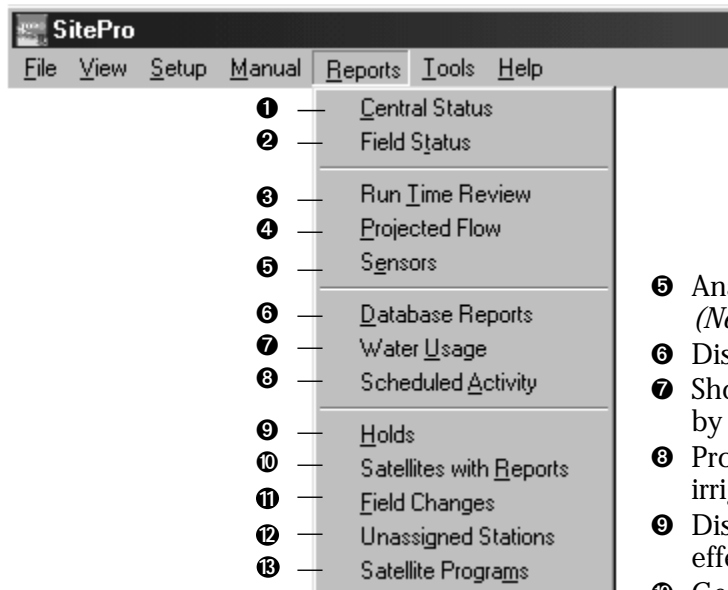 SitePro
File View Setup Manual Reports Tools Help
❶ Central Status
❷ Field Status
❸ Run Time Review
❹ Projected Flow
❺ Sensors
❻ Database Reports
❼ Water Usage
❽ Scheduled Activity
❾ Holds
❿ Satellites with Reports
⓫ Field Changes
⓬ Unassigned Stations
⓭ Satellite Programs
❺
❻
❼
by
❽
❾